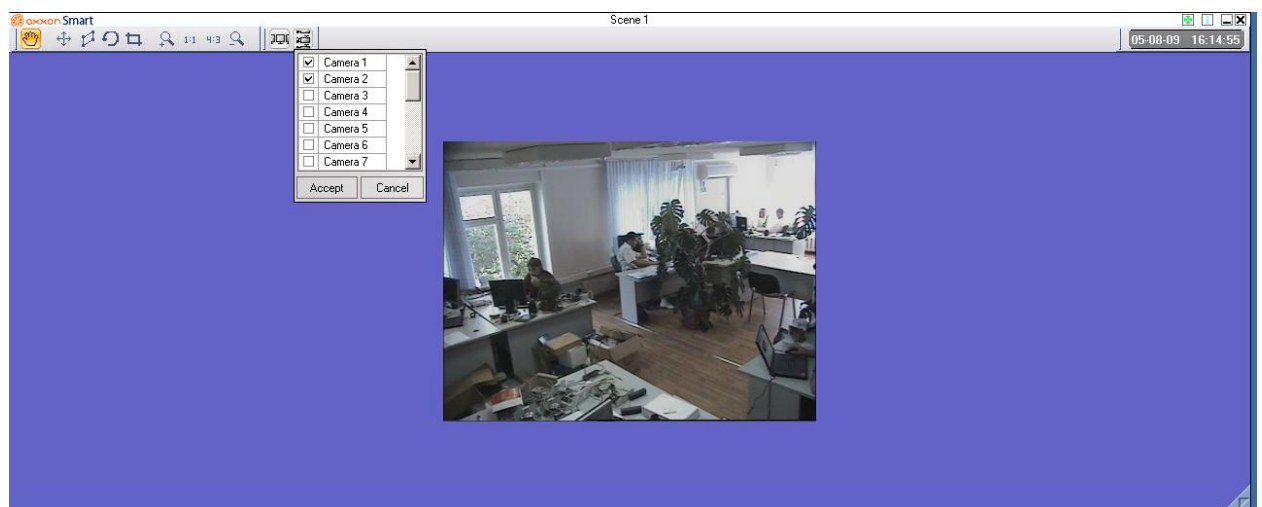 axxon Smart
Scene 1
1:1 4:3
05-08-09 16:14:55
Camera 1
Camera 2
Camera 3
Camera 4
Camera 5
Camera 6
Camera 7
Accept Cancel